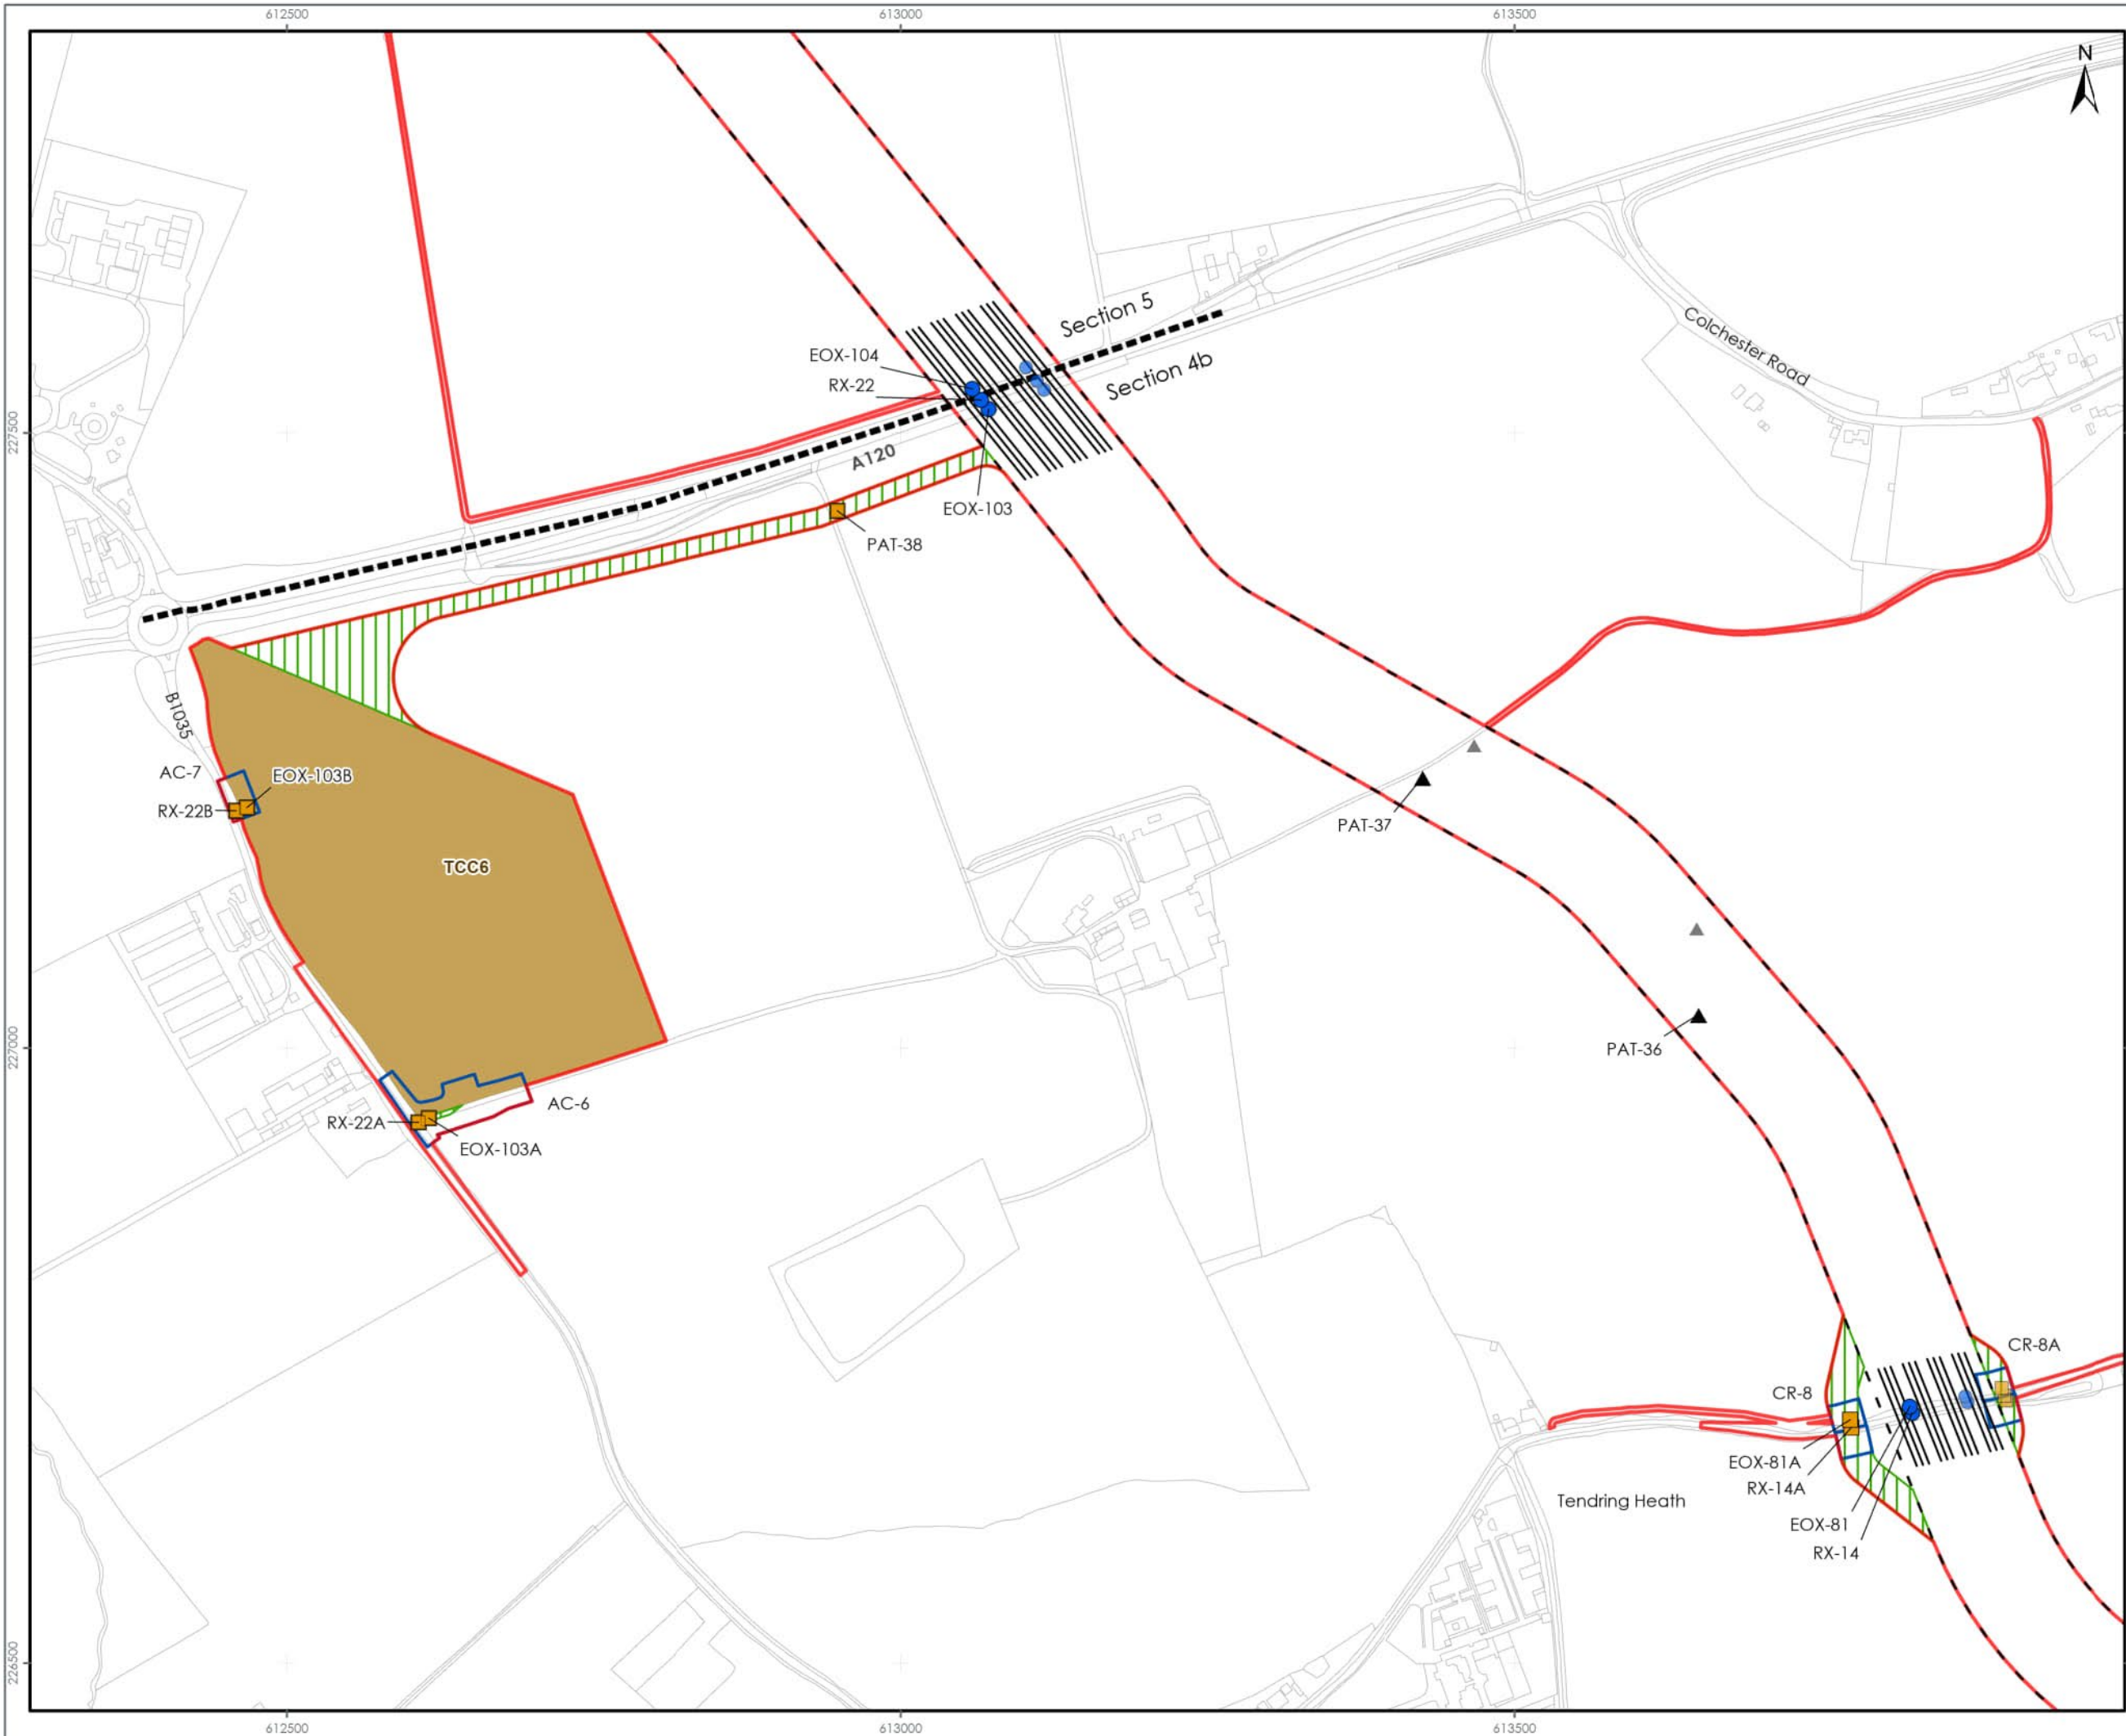 612500
613000
613500
N
Section 5
Section 4b
Colchester Road
EOX-104
RX-22
227500
A120
EOX-103
PAT-38
B1035
AC-7
EOX-103B
RX-22B
PAT-37
TCC6
227000
PAT-36
AC-6
RX-22A
EOX-103A
CR-8A
CR-8
EOX-81A
RX-14A
Tendring Heath
EOX-81
RX-14
226500
612500
613000
613500